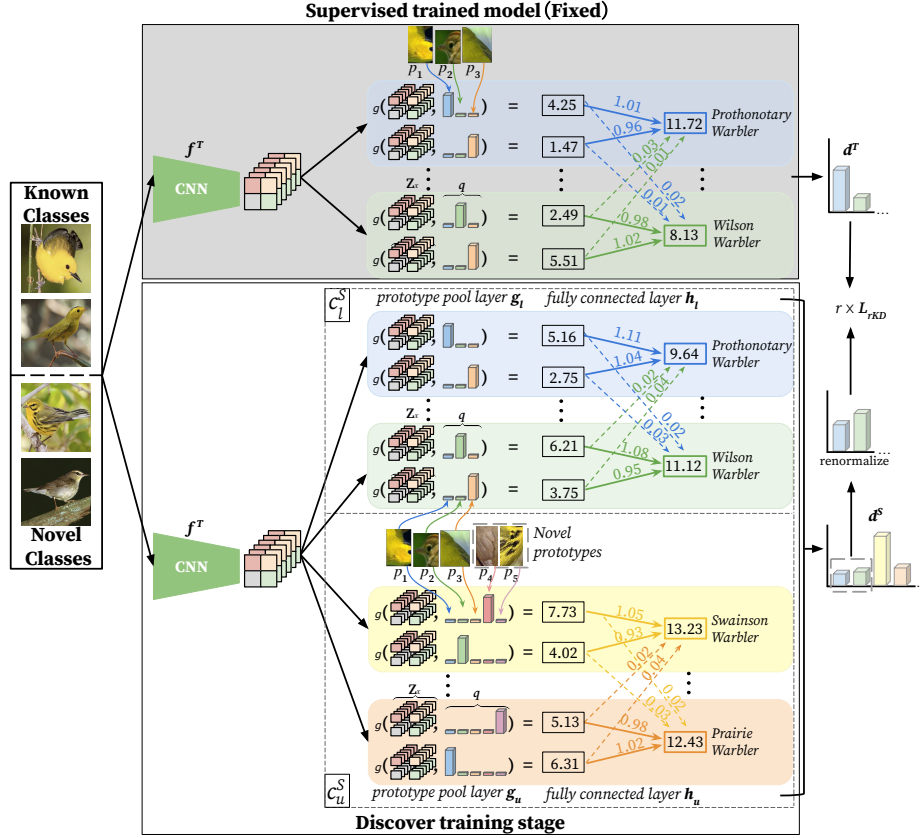 Supervised trained model (Fixed)
p1 p2 p3
g( , ) = 4.25 1.01 11.72 Prothonotary
Warbler
g( , ) = 1.47 0.96
0.03
0.01
0.02
0.01
f^T
CNN
Z_x q
g( , ) = 2.49 0.98 8.13 Wilson
Warbler
g( , ) = 5.51 1.02
d^T
...
Known
Classes
Novel
Classes
C_l^S prototype pool layer g_l fully connected layer h_l
g( , ) = 5.16 1.11 9.64 Prothonotary
Warbler
g( , ) = 2.75 1.04
0.02
0.04
0.02
0.03
Z_x q
g( , ) = 6.21 1.08 11.12 Wilson
Warbler
g( , ) = 3.75 0.95
r × L_rKD
...
renormalize
d^S
...
f^T
CNN
Novel
prototypes
p1 p2 p3 p4 p5
g( , ) = 7.73 1.05 13.23 Swainson
Warbler
g( , ) = 4.02 0.93
0.02
0.04
0.02
0.03
Z_x q
g( , ) = 5.13 0.98 12.43 Prairie
Warbler
g( , ) = 6.31 1.02
C_u^S prototype pool layer g_u fully connected layer h_u
Discover training stage